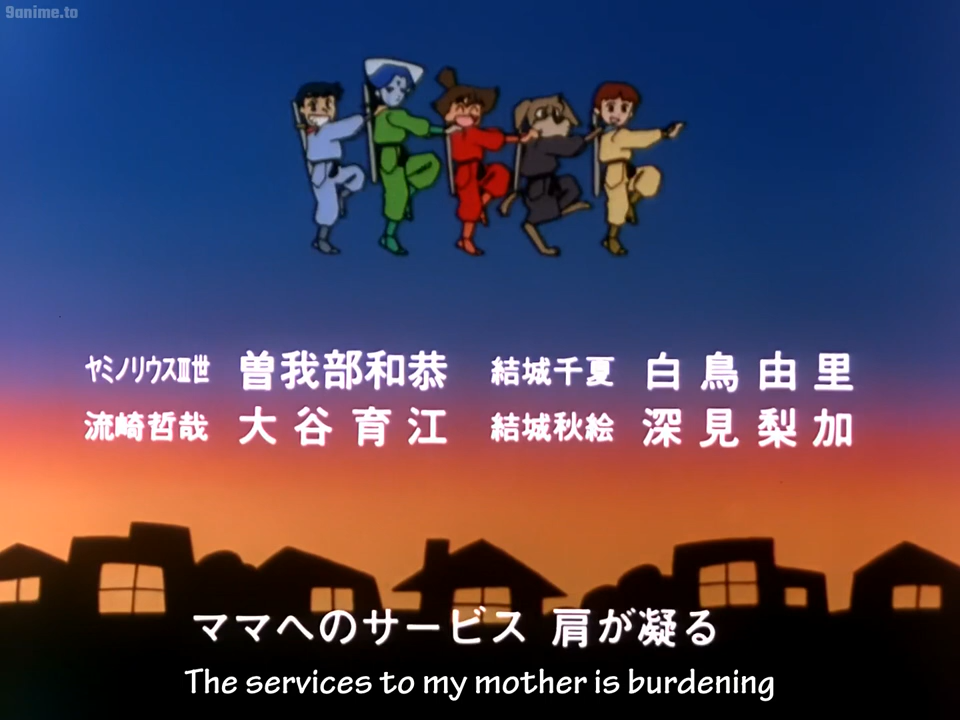 9anime.to
ヤミノリウスⅢ世 曽我部和恭 結城千夏 白鳥由里
流崎哲哉 大谷育江 結城秋絵 深見梨加
ママへのサービス 肩が凝る
The services to my mother is burdening